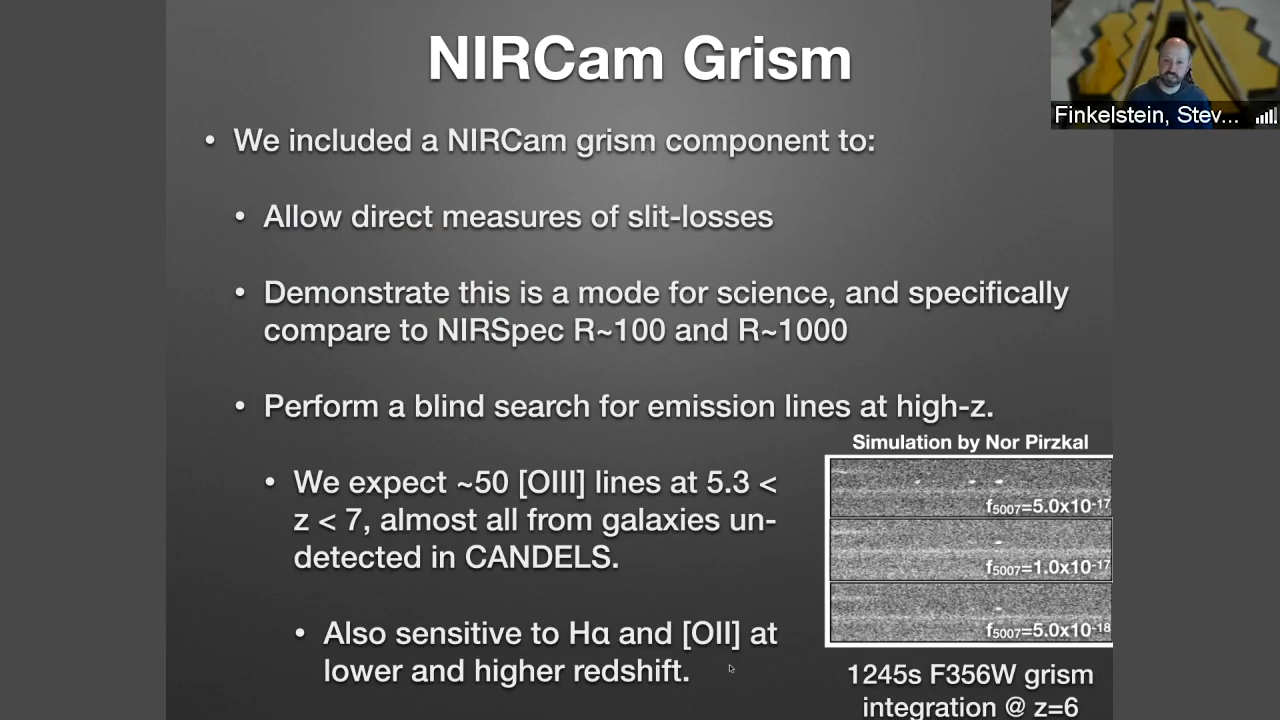 NIRCam Grism
Finkelstein, Stev...
• We included a NIRCam grism component to:
• Allow direct measures of slit-losses
• Demonstrate this is a mode for science, and specifically
compare to NIRSpec R~100 and R~1000
• Perform a blind search for emission lines at high-z.
Simulation by Nor Pirzkal
• We expect ~50 [OIII] lines at 5.3 <
z < 7, almost all from galaxies un-
detected in CANDELS.
• Also sensitive to Hα and [OII] at
lower and higher redshift.
f5007=5.0x10-17
f5007=1.0x10-17
f5007=5.0x10-18
1245s F356W grism
integration @ z=6